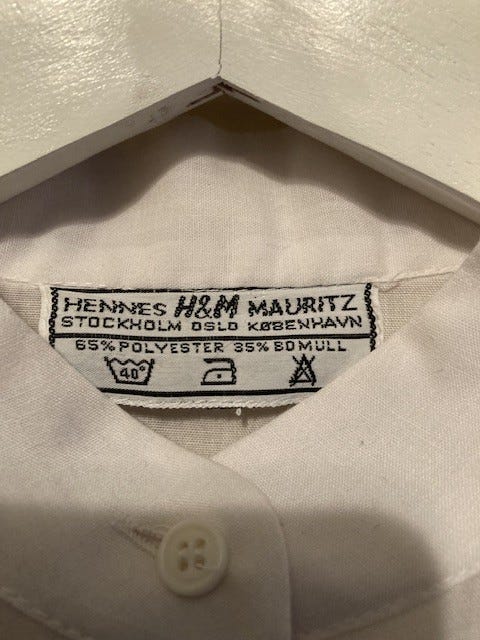 HENNES H&M MAURITZ
STOCKHOLM OSLO KØBENHAVN
65% POLYESTER 35% BOMULL
40°